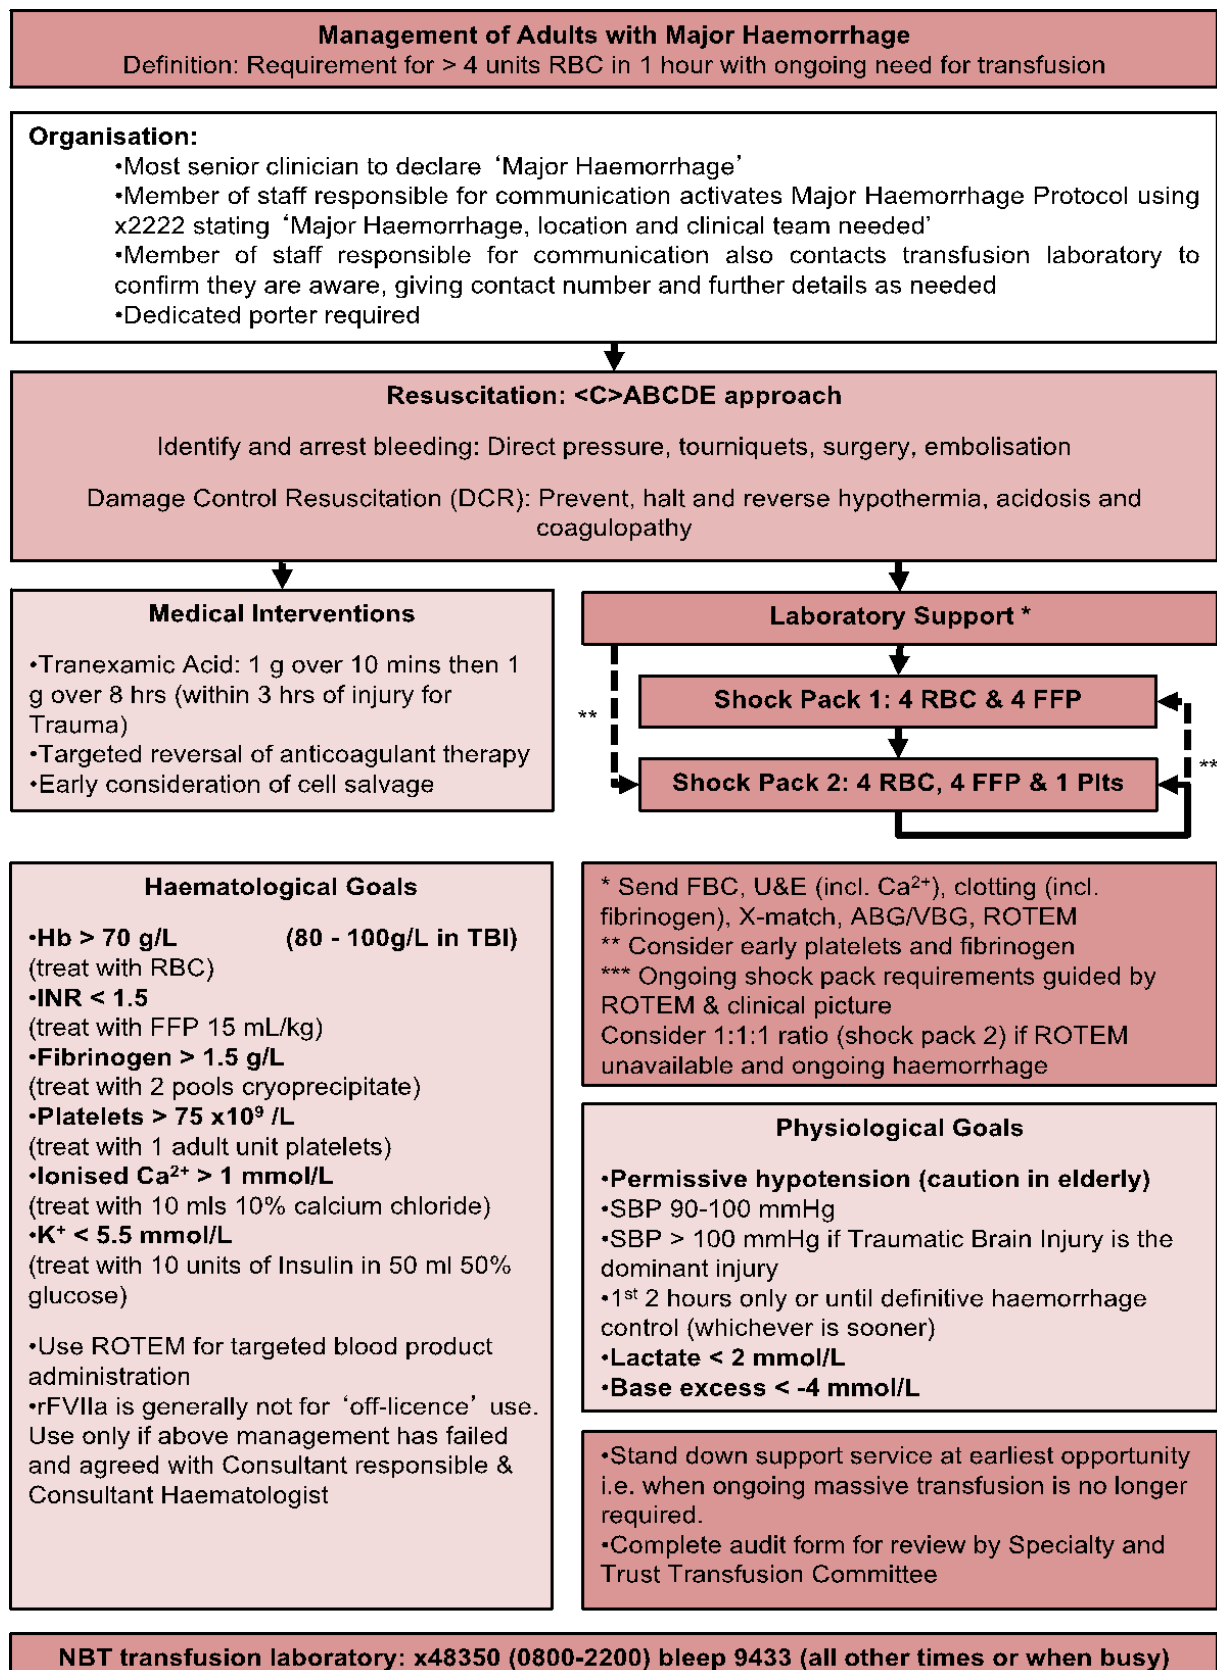 Management of Adults with Major Haemorrhage
Definition: Requirement for > 4 units RBC in 1 hour with ongoing need for transfusion
Organisation:
•Most senior clinician to declare ‘Major Haemorrhage’
•Member of staff responsible for communication activates Major Haemorrhage Protocol using
x2222 stating ‘Major Haemorrhage, location and clinical team needed’
•Member of staff responsible for communication also contacts transfusion laboratory to
confirm they are aware, giving contact number and further details as needed
•Dedicated porter required
Resuscitation: <C>ABCDE approach
Identify and arrest bleeding: Direct pressure, tourniquets, surgery, embolisation
Damage Control Resuscitation (DCR): Prevent, halt and reverse hypothermia, acidosis and
coagulopathy
Medical Interventions
•Tranexamic Acid: 1 g over 10 mins then 1
g over 8 hrs (within 3 hrs of injury for
Trauma)
•Targeted reversal of anticoagulant therapy
•Early consideration of cell salvage
Laboratory Support *
Shock Pack 1: 4 RBC & 4 FFP
**
Shock Pack 2: 4 RBC, 4 FFP & 1 Plts
**
Haematological Goals
•Hb > 70 g/L (80 - 100g/L in TBI)
(treat with RBC)
•INR < 1.5
(treat with FFP 15 mL/kg)
•Fibrinogen > 1.5 g/L
(treat with 2 pools cryoprecipitate)
•Platelets > 75 x10⁹ /L
(treat with 1 adult unit platelets)
•Ionised Ca²⁺ > 1 mmol/L
(treat with 10 mls 10% calcium chloride)
•K⁺ < 5.5 mmol/L
(treat with 10 units of Insulin in 50 ml 50%
glucose)
•Use ROTEM for targeted blood product
administration
•rFVIIa is generally not for ‘off-licence’ use.
Use only if above management has failed
and agreed with Consultant responsible &
Consultant Haematologist
* Send FBC, U&E (incl. Ca²⁺), clotting (incl.
fibrinogen), X-match, ABG/VBG, ROTEM
** Consider early platelets and fibrinogen
*** Ongoing shock pack requirements guided by
ROTEM & clinical picture
Consider 1:1:1 ratio (shock pack 2) if ROTEM
unavailable and ongoing haemorrhage
Physiological Goals
•Permissive hypotension (caution in elderly)
•SBP 90-100 mmHg
•SBP > 100 mmHg if Traumatic Brain Injury is the
dominant injury
•1st 2 hours only or until definitive haemorrhage
control (whichever is sooner)
•Lactate < 2 mmol/L
•Base excess < -4 mmol/L
•Stand down support service at earliest opportunity
i.e. when ongoing massive transfusion is no longer
required.
•Complete audit form for review by Specialty and
Trust Transfusion Committee
NBT transfusion laboratory: x48350 (0800-2200) bleep 9433 (all other times or when busy)